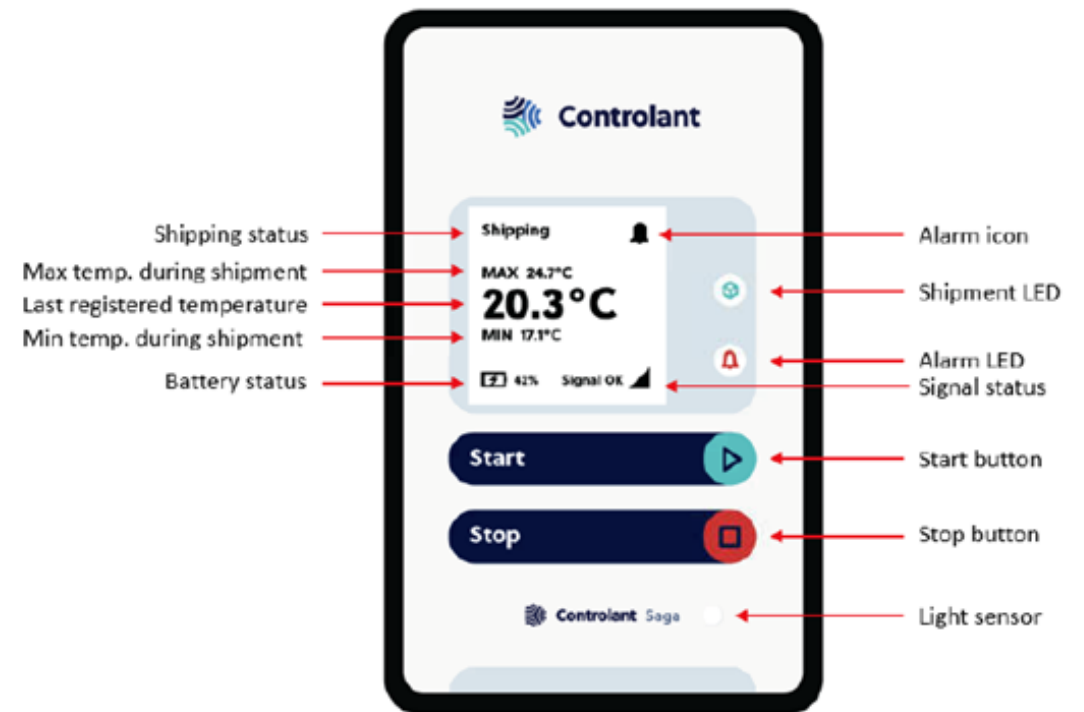 Controlant
Shipping status
Shipping
Alarm icon
Max temp. during shipment
MAX 24.7°C
Last registered temperature
20.3°C
Shipment LED
Min temp. during shipment
MIN 17.1°C
Alarm LED
Battery status
42%
Signal OK
Signal status
Start
Start button
Stop
Stop button
Controlant Saga
Light sensor